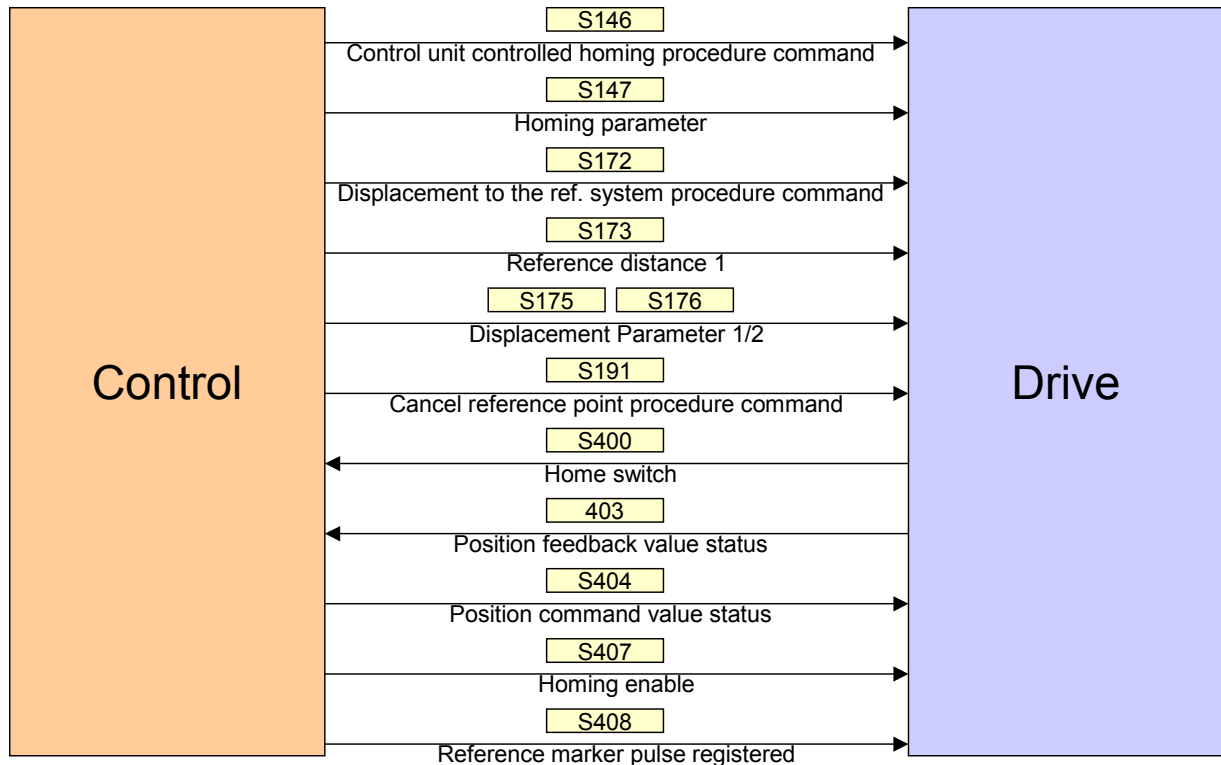 S146
Control unit controlled homing procedure command
S147
Homing parameter
S172
Displacement to the ref. system procedure command
S173
Reference distance 1
S175 S176
Displacement Parameter 1/2
Control
S191
Drive
Cancel reference point procedure command
S400
Home switch
403
Position feedback value status
S404
Position command value status
S407
Homing enable
S408
Reference marker pulse registered